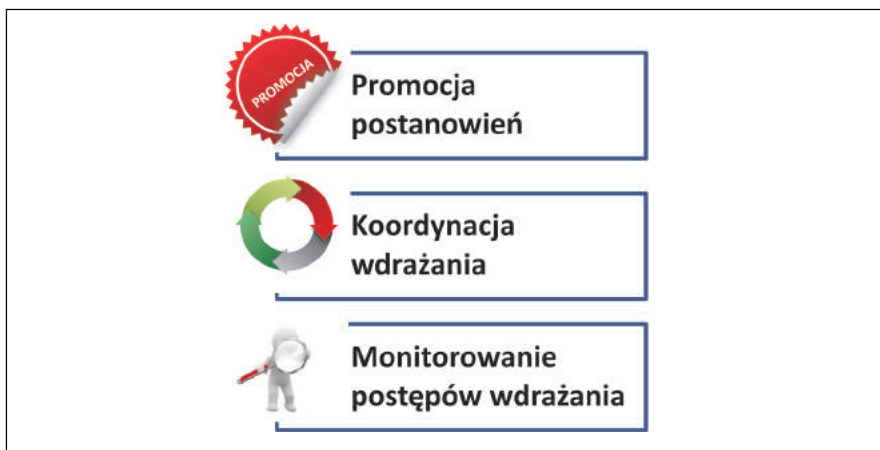 PROMOCJA
Promocja
postanowień
Koordynacja
wdrażania
Monitorowanie
postępów wdrażania